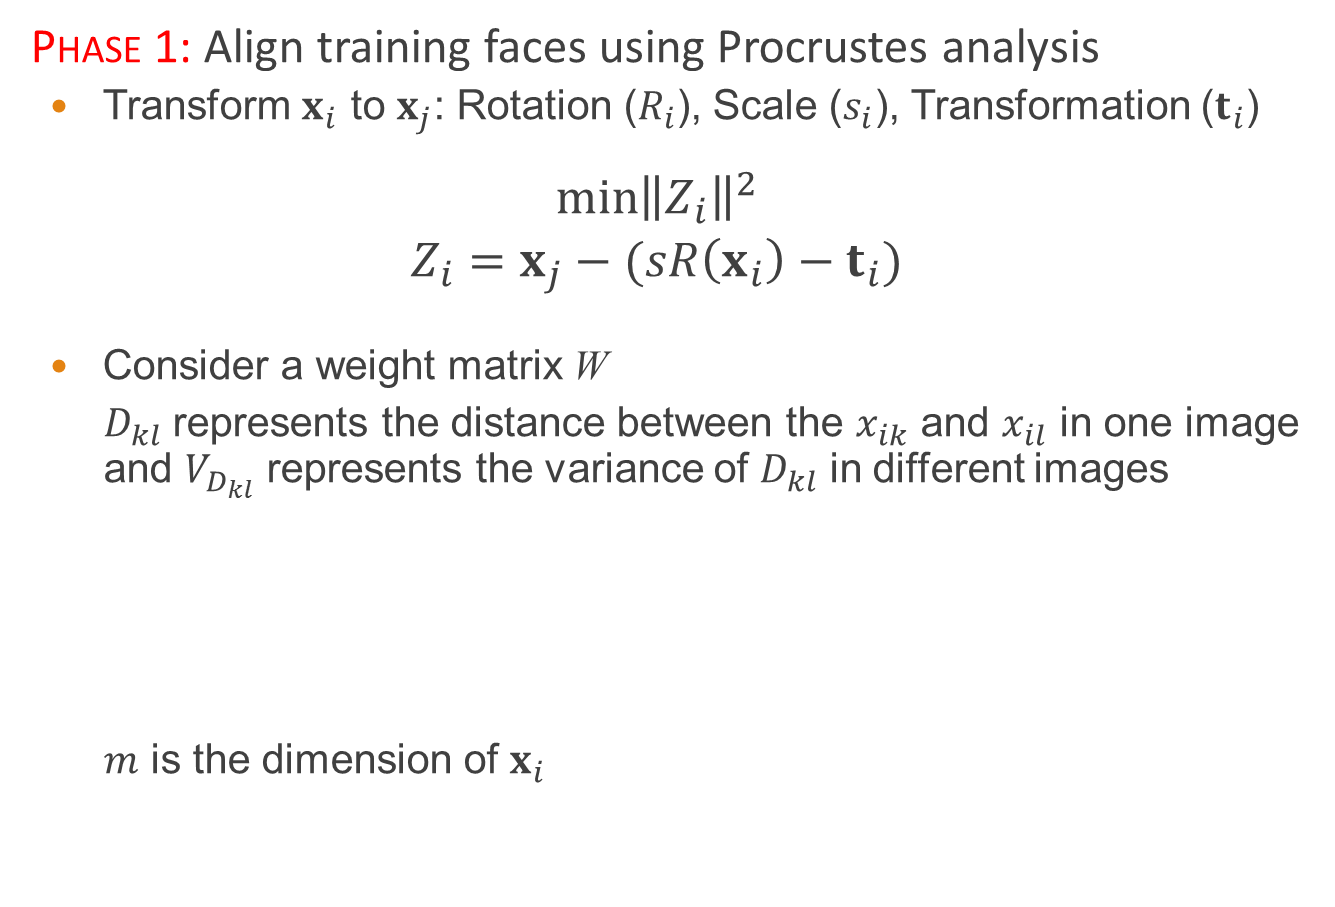 PHASE 1: Align training faces using Procrustes analysis
• Transform 𝐱ᵢ to 𝐱ⱼ: Rotation (𝑅ᵢ), Scale (𝑠ᵢ), Transformation (𝐭ᵢ)
min‖𝑍ᵢ‖²
𝑍ᵢ = 𝐱ⱼ − (𝑠𝑅(𝐱ᵢ) − 𝐭ᵢ)
• Consider a weight matrix 𝑊
𝐷ₖₗ represents the distance between the 𝑥ᵢₖ and 𝑥ᵢₗ in one image
and 𝑉_{𝐷ₖₗ} represents the variance of 𝐷ₖₗ in different images
𝑚 is the dimension of 𝐱ᵢ